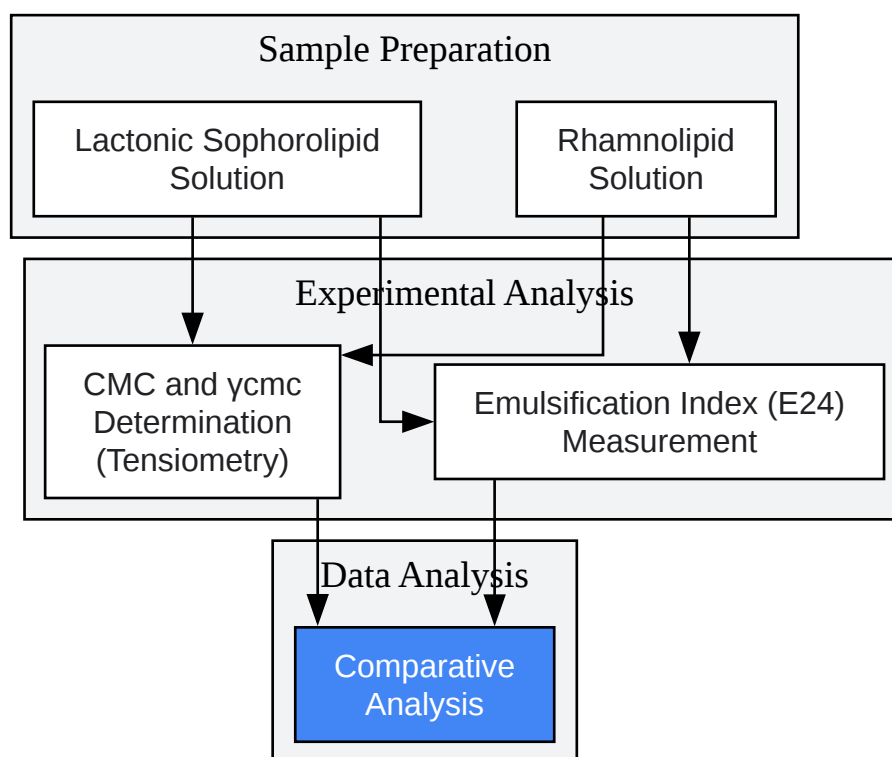 Sample Preparation
Lactonic Sophorolipid
Solution
Rhamnolipid
Solution
Experimental Analysis
CMC and γcmc
Determination
(Tensiometry)
Emulsification Index (E24)
Measurement
Data Analysis
Comparative
Analysis